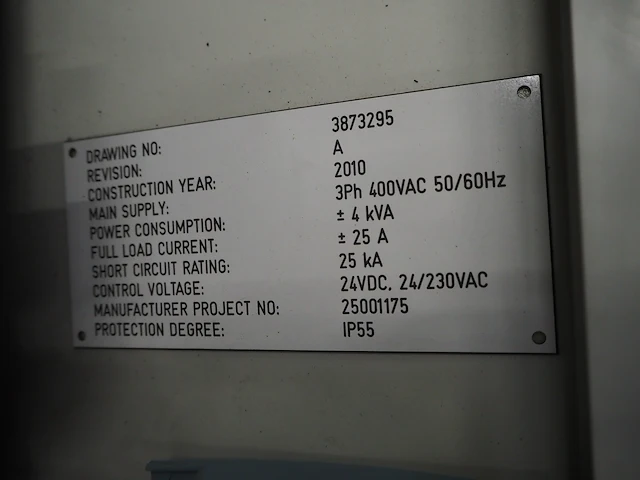 DRAWING NO: 3873295
REVISION: A
CONSTRUCTION YEAR: 2010
MAIN SUPPLY: 3Ph 400VAC 50/60Hz
POWER CONSUMPTION: ± 4 kVA
FULL LOAD CURRENT: ± 25 A
SHORT CIRCUIT RATING: 25 kA
CONTROL VOLTAGE: 24VDC, 24/230VAC
MANUFACTURER PROJECT NO: 25001175
PROTECTION DEGREE: IP55